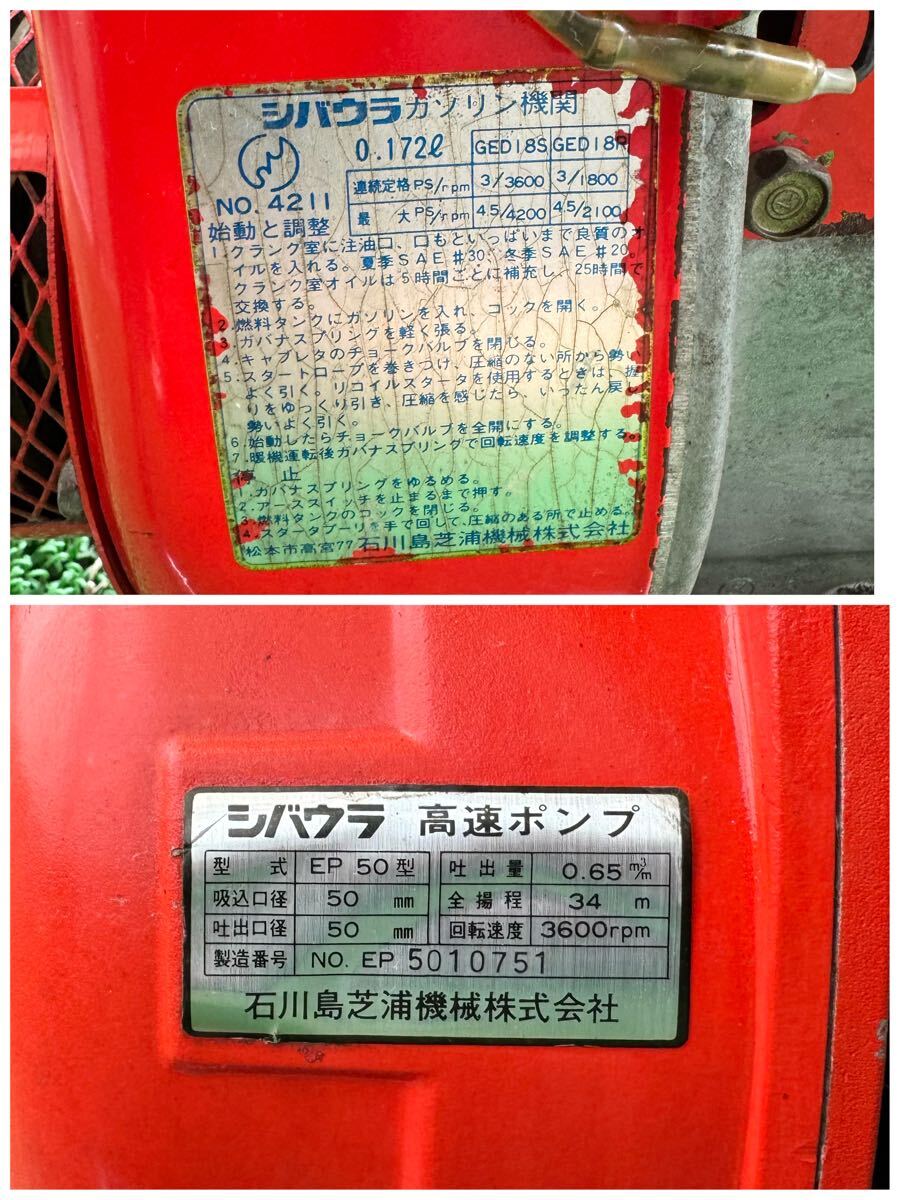 シバウラガソリン機関
0.172ℓ
NO. 4211
GED18S GED18R
連続定格 PS/rpm 3/3600 3/1800
最大 PS/rpm 4.5/4200 4.5/2100
始動と調整
1. クランク室に注油口、口もといっぱいまで良質のオ
イルを入れる。夏季SAE#30、冬季SAE#20。
クランク室オイルは5時間ごとに補充し、25時間で
交換する。
2. 燃料タンクにガソリンを入れ、コックを開く。
3. ガバナスプリングを軽く張る。
4. キャブレタのチョークバルブを閉じる。
5. スタートロープを巻きつけ、圧縮のない所から勢い
よく引く。リコイルスタータを使用するときは、握
りをゆっくり引き、圧縮を感じたら、いったん戻し
勢いよく引く。
6. 始動したらチョークバルブを全開にする。
7. 暖機運転後ガバナスプリングで回転速度を調整する。
停止
1. ガバナスプリングをゆるめる。
2. アーススイッチを止まるまで押す。
3. 燃料タンクのコックを閉じる。
4. スタータプーリを手で回して、圧縮のある所で止める。
松本市高宮77 石川島芝浦機械株式会社
シバウラ 高速ポンプ
型式 EP 50型 吐出量 0.65 m³/m
吸込口径 50 mm 全揚程 34 m
吐出口径 50 mm 回転速度 3600rpm
製造番号 NO. EP 5010751
石川島芝浦機械株式会社